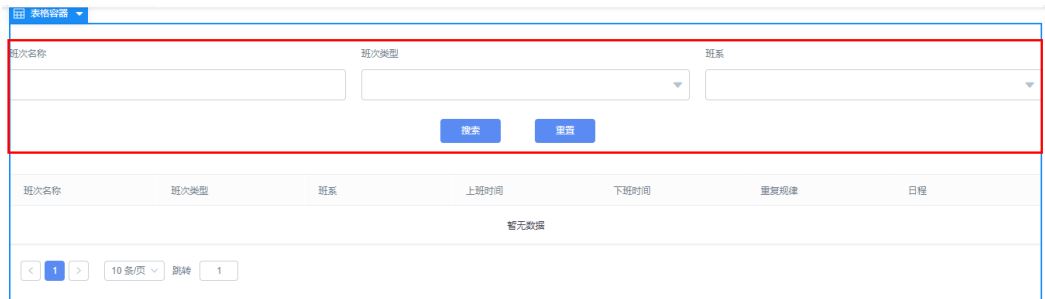 表格容器
班次名称 班次类型 班系
搜索 重置
班次名称 班次类型 班系 上班时间 下班时间 重复规律 日程
暂无数据
< 1 > 10 条/页 跳转 1